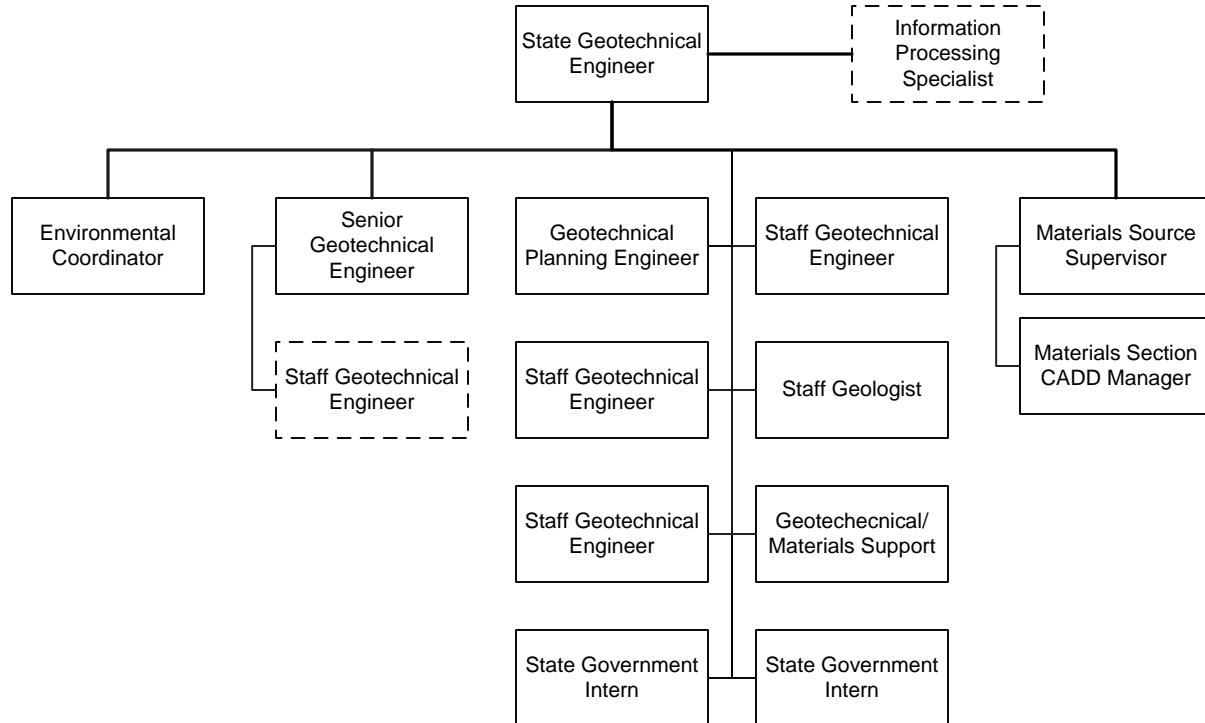 State Geotechnical
Engineer
Information
Processing
Specialist
Environmental
Coordinator
Senior
Geotechnical
Engineer
Geotechnical
Planning Engineer
Staff Geotechnical
Engineer
Materials Source
Supervisor
Staff Geotechnical
Engineer
Staff Geotechnical
Engineer
Staff Geologist
Materials Section
CADD Manager
Staff Geotechnical
Engineer
Geotechecnical/
Materials Support
State Government
Intern
State Government
Intern